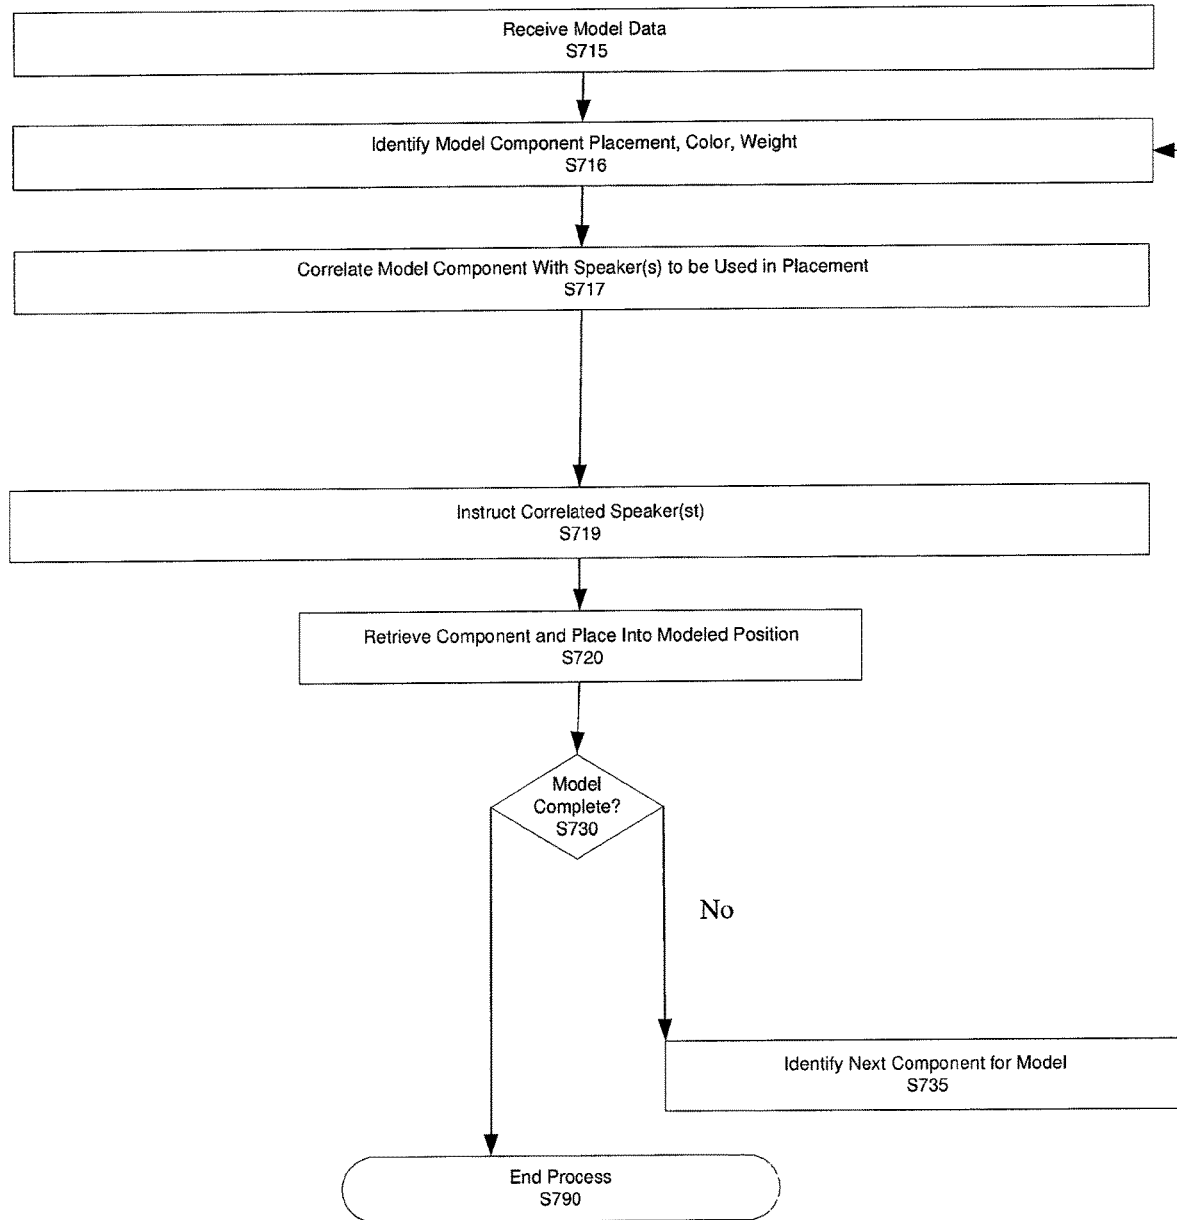 Receive Model Data
S715
Identify Model Component Placement, Color, Weight
S716
Correlate Model Component With Speaker(s) to be Used in Placement
S717
Instruct Correlated Speaker(st)
S719
Retrieve Component and Place Into Modeled Position
S720
Model
Complete?
S730
No
Identify Next Component for Model
S735
End Process
S790